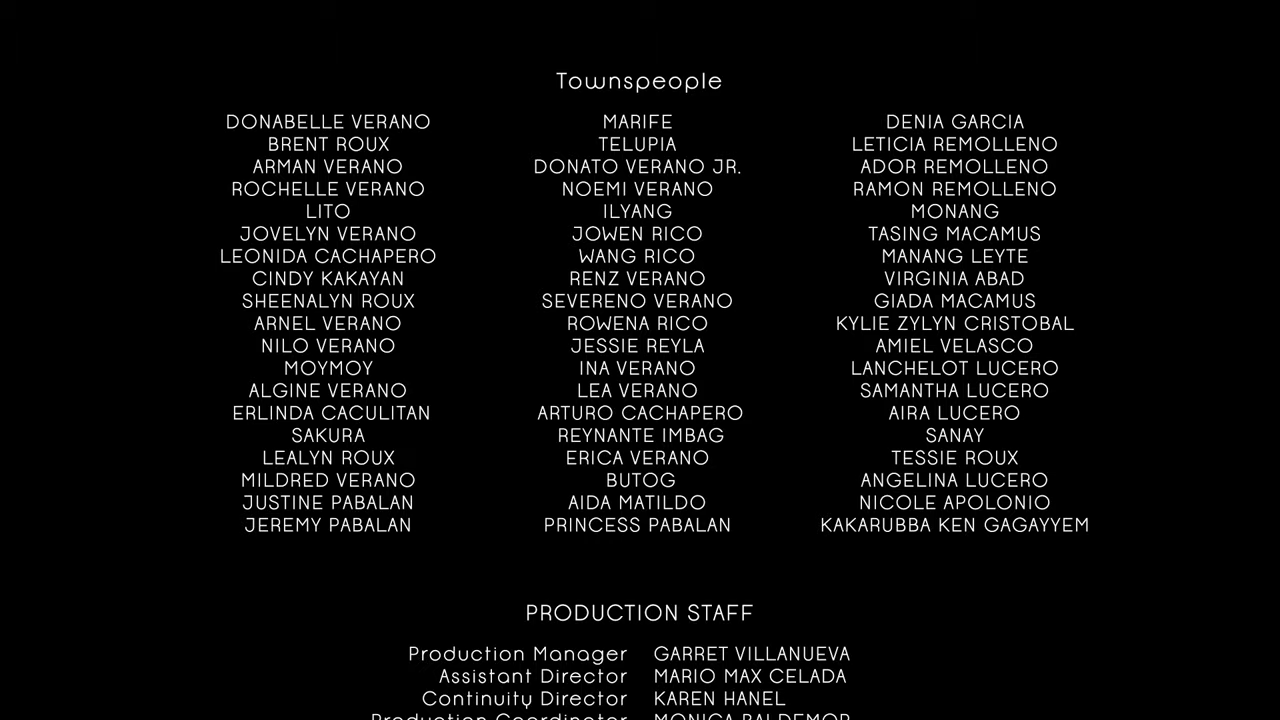 Townspeople
DONABELLE VERANO MARIFE DENIA GARCIA
BRENT ROUX TELUPIA LETICIA REMOLLENO
ARMAN VERANO DONATO VERANO JR. ADOR REMOLLENO
ROCHELLE VERANO NOEMI VERANO RAMON REMOLLENO
LITO ILYANG MONANG
JOVELYN VERANO JOWEN RICO TASING MACAMUS
LEONIDA CACHAPERO WANG RICO MANANG LEYTE
CINDY KAKAYAN RENZ VERANO VIRGINIA ABAD
SHEENALYN ROUX SEVERENO VERANO GIADA MACAMUS
ARNEL VERANO ROWENA RICO KYLIE ZYLYN CRISTOBAL
NILO VERANO JESSIE REYLA AMIEL VELASCO
MOYMOY INA VERANO LANCHELOT LUCERO
ALGINE VERANO LEA VERANO SAMANTHA LUCERO
ERLINDA CACULITAN ARTURO CACHAPERO AIRA LUCERO
SAKURA REYNANTE IMBAG SANAY
LEALYN ROUX ERICA VERANO TESSIE ROUX
MILDRED VERANO BUTOG ANGELINA LUCERO
JUSTINE PABALAN AIDA MATILDO NICOLE APOLONIO
JEREMY PABALAN PRINCESS PABALAN KAKARUBBA KEN GAGAYYEM
PRODUCTION STAFF
Production Manager GARRET VILLANUEVA
Assistant Director MARIO MAX CELADA
Continuity Director KAREN HANEL
Production Coordinator MONICA BALDEMOR